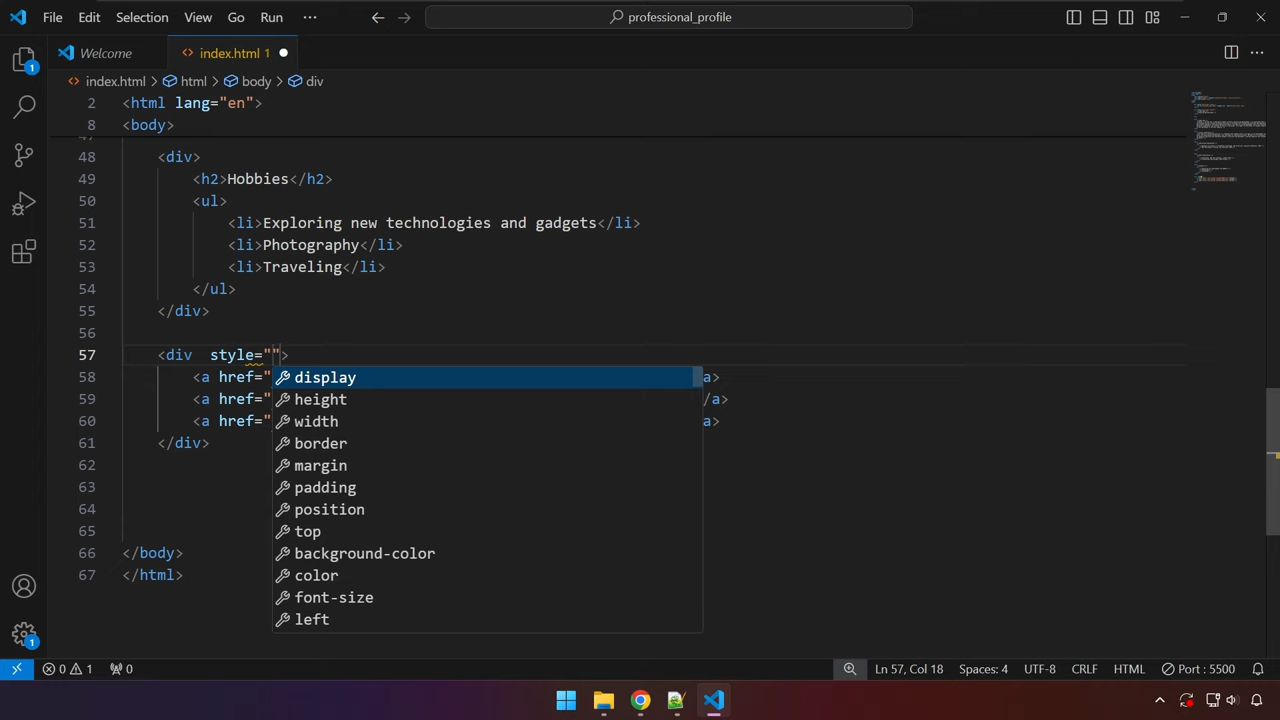 File Edit Selection View Go Run ··· professional_profile
Welcome index.html 1
index.html > html > body > div
2 <html lang="en">
8 <body>
48 <div>
49 <h2>Hobbies</h2>
50 <ul>
51 <li>Exploring new technologies and gadgets</li>
52 <li>Photography</li>
53 <li>Traveling</li>
54 </ul>
55 </div>
56
57 <div  style="">
58 <a href=" display a>
59 <a href=" height /a>
60 <a href=" width a>
61 </div> border
62 margin
63 padding
64 position
65 top
66 </body> background-color
67 </html> color
font-size
left
0 1 0 Ln 57, Col 18 Spaces: 4 UTF-8 CRLF HTML Port : 5500